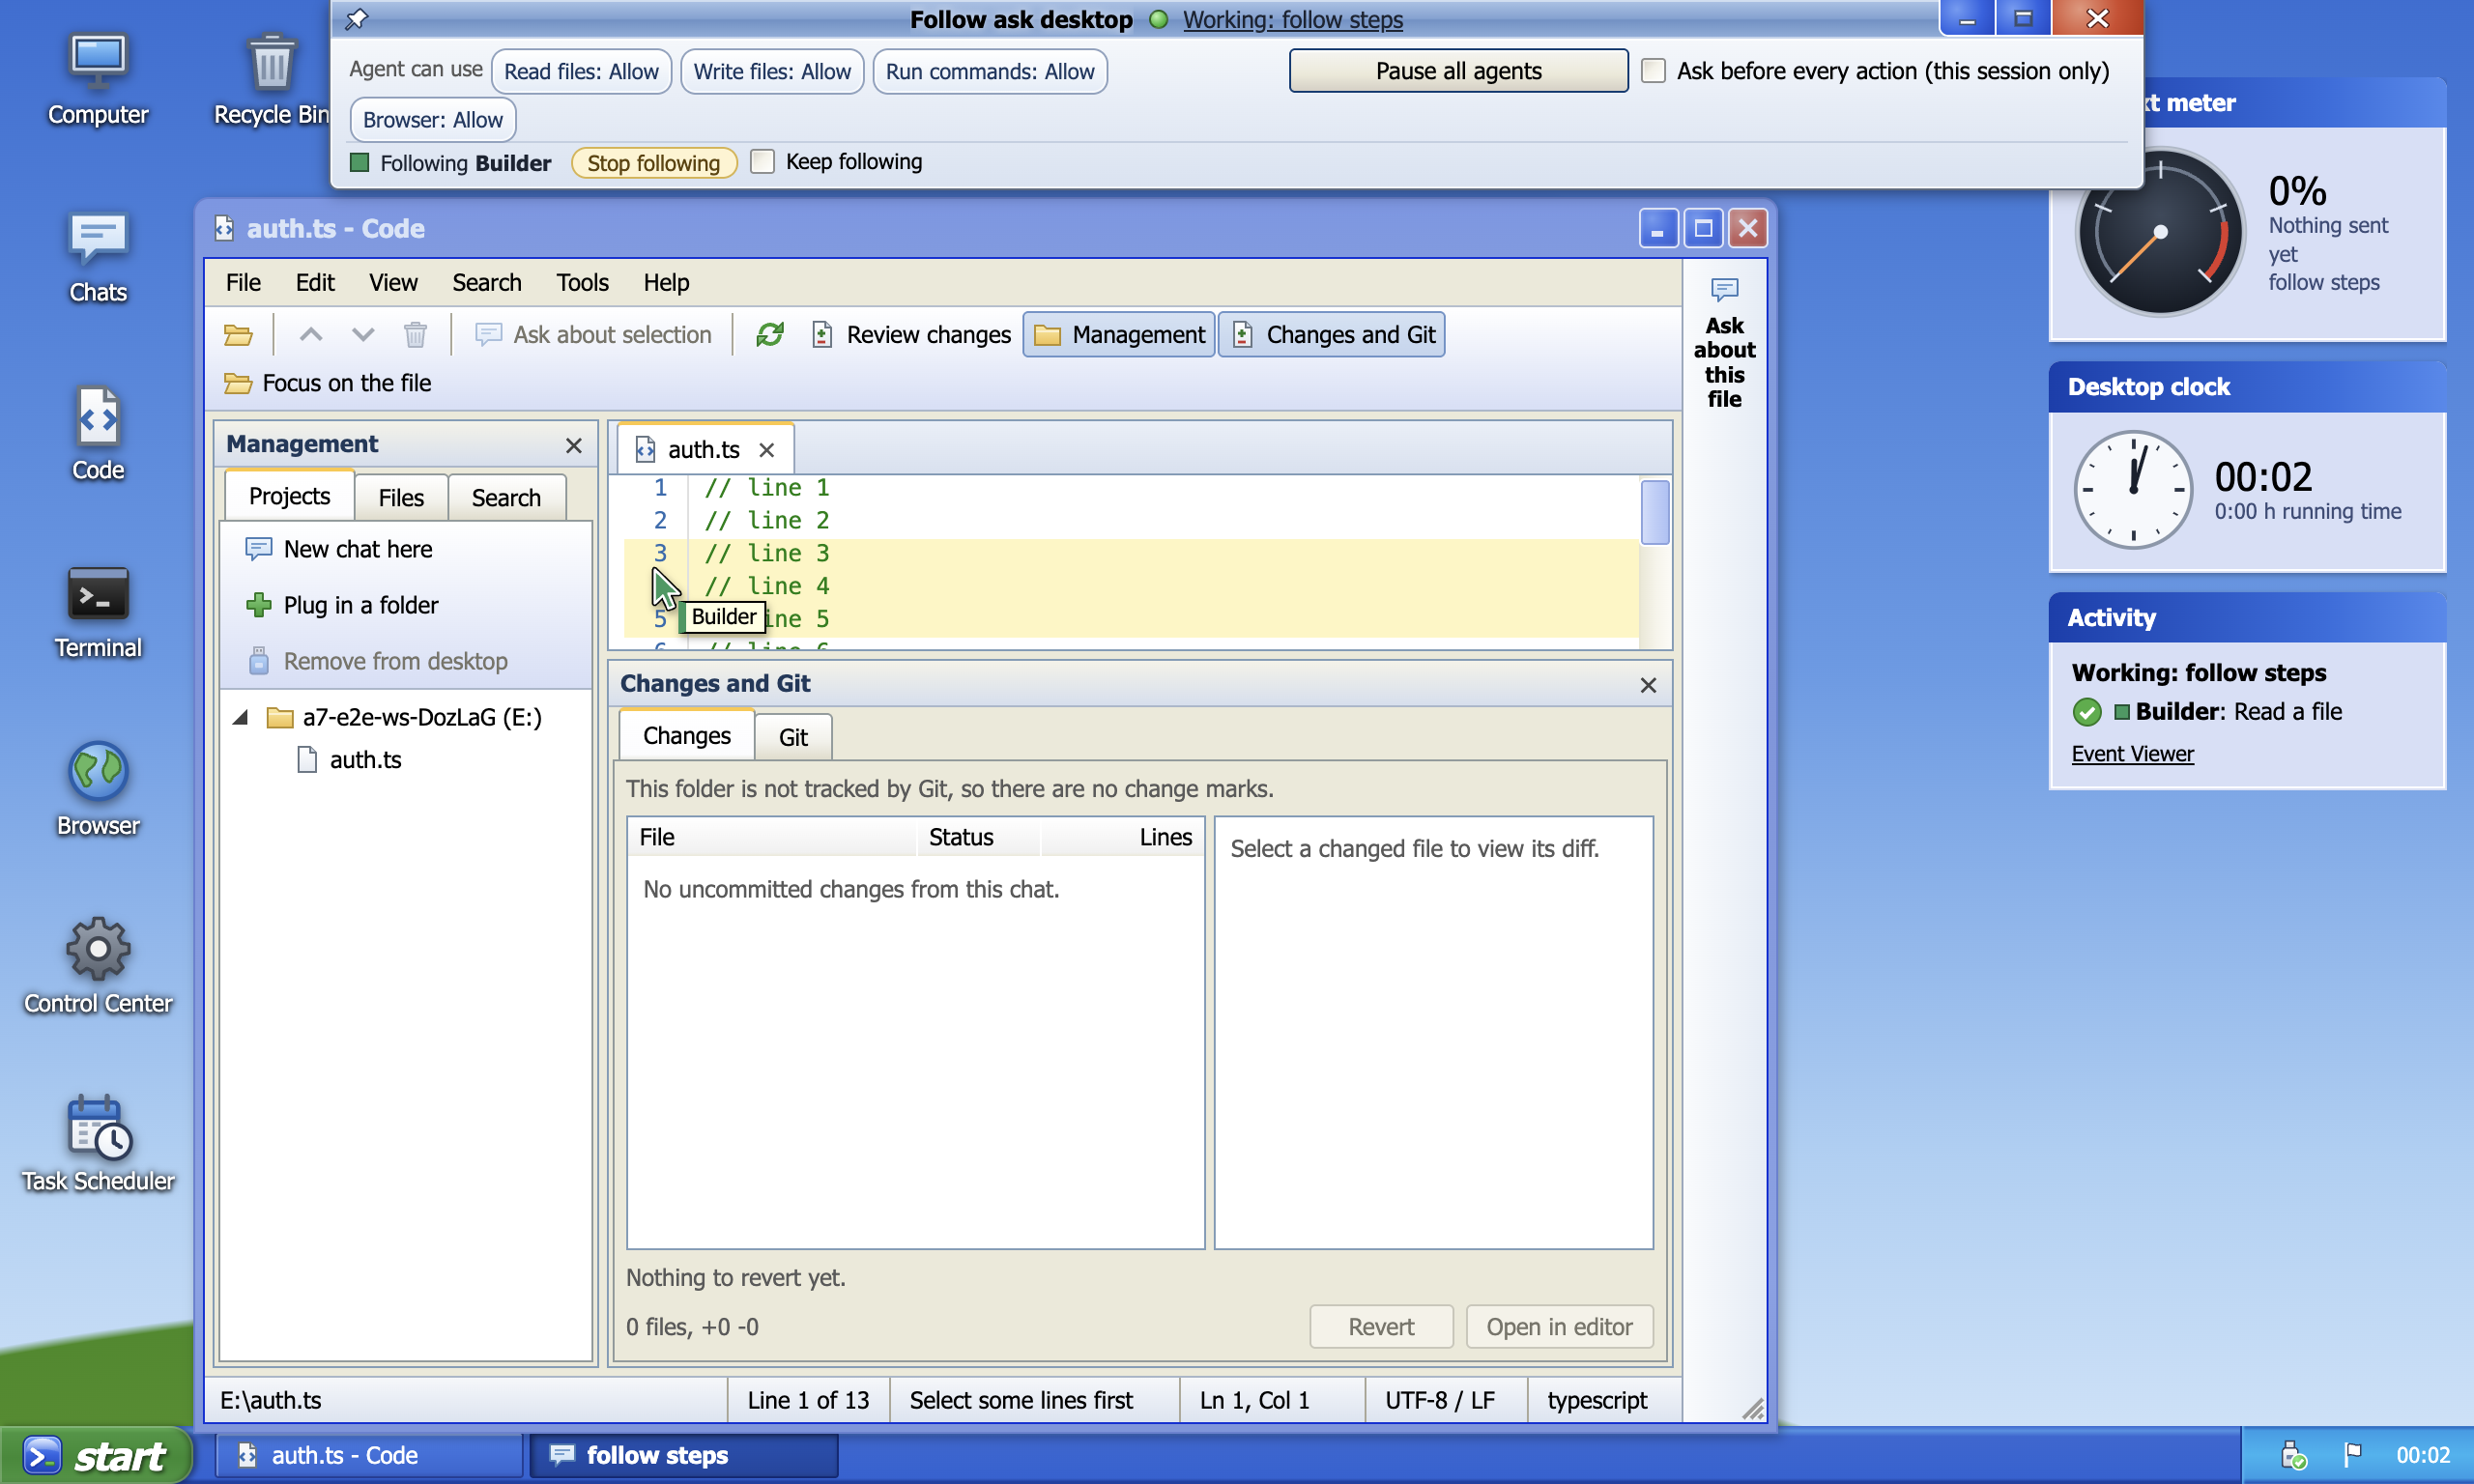 Follow ask desktop Working: follow steps
Agent can use Read files: Allow Write files: Allow Run commands: Allow Pause all agents Ask before every action (this session only)
Browser: Allow
Following Builder Stop following Keep following
Computer
Recycle Bin
Chats
Code
Terminal
Browser
Control Center
Task Scheduler
auth.ts - Code
File Edit View Search Tools Help
Ask about selection Review changes Management Changes and Git
Focus on the file
Ask
about
this
file
Management
Projects Files Search
New chat here
Plug in a folder
Remove from desktop
a7-e2e-ws-DozLaG (E:)
auth.ts
auth.ts
1 // line 1
2 // line 2
3 // line 3
// line 4
5 line 5
Builder
6 // line 6
Changes and Git
Changes Git
This folder is not tracked by Git, so there are no change marks.
File Status Lines
No uncommitted changes from this chat.
Select a changed file to view its diff.
Nothing to revert yet.
0 files, +0 -0 Revert Open in editor
E:\auth.ts Line 1 of 13 Select some lines first Ln 1, Col 1 UTF-8 / LF typescript
meter
0%
Nothing sent
yet
follow steps
Desktop clock
00:02
0:00 h running time
Activity
Working: follow steps
Builder: Read a file
Event Viewer
start auth.ts - Code follow steps 00:02